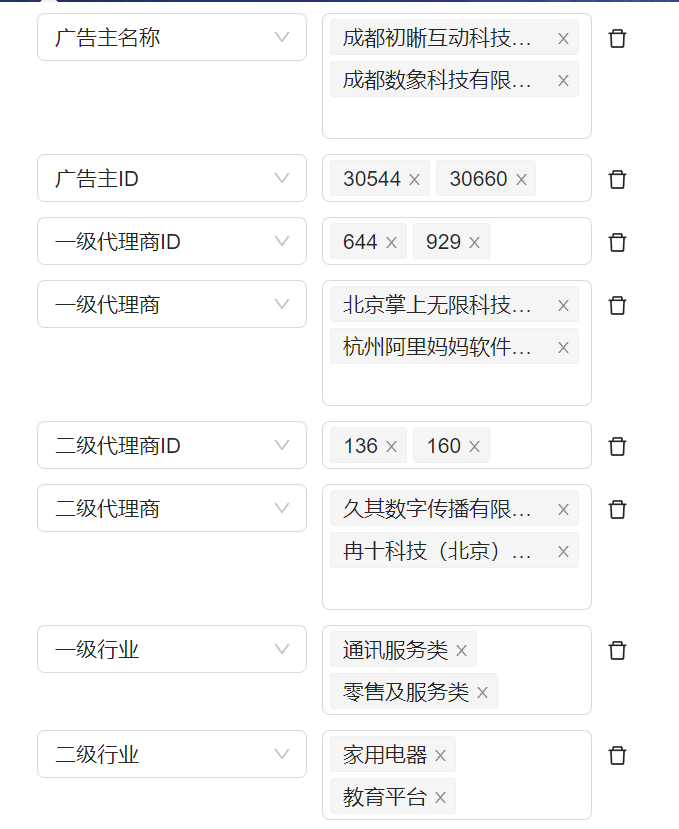 广告主名称
成都初晰互动科技...
成都数象科技有限...
广告主ID
30544 30660
一级代理商ID
644 929
一级代理商
北京掌上无限科技...
杭州阿里妈妈软件...
二级代理商ID
136 160
二级代理商
久其数字传播有限...
冉十科技（北京）...
一级行业
通讯服务类
零售及服务类
二级行业
家用电器
教育平台